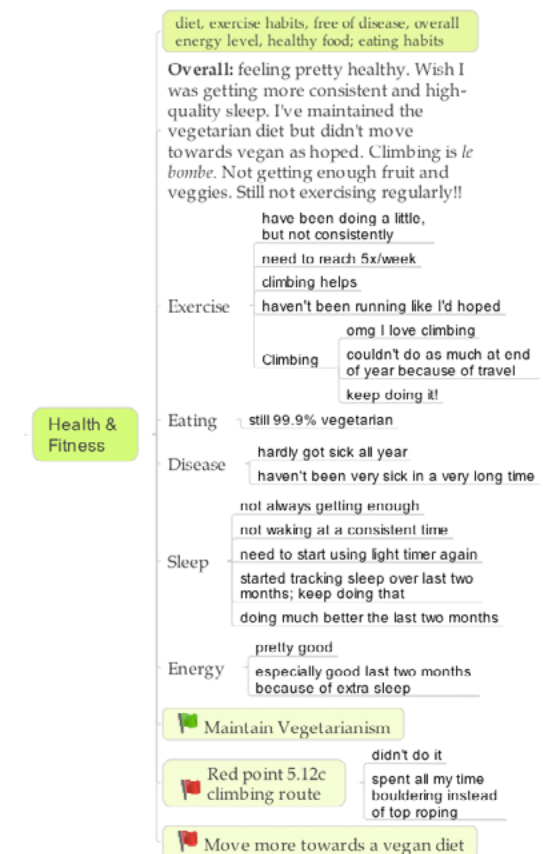 diet, exercise habits, free of disease, overall
energy level, healthy food; eating habits
Overall: feeling pretty healthy. Wish I
was getting more consistent and high-
quality sleep. I've maintained the
vegetarian diet but didn't move
towards vegan as hoped. Climbing is le
bombe. Not getting enough fruit and
veggies. Still not exercising regularly!!
Health &
Fitness
Exercise
have been doing a little,
but not consistently
need to reach 5x/week
climbing helps
haven't been running like I'd hoped
Climbing
omg I love climbing
couldn't do as much at end
of year because of travel
keep doing it!
Eating
still 99.9% vegetarian
Disease
hardly got sick all year
haven't been very sick in a very long time
Sleep
not always getting enough
not waking at a consistent time
need to start using light timer again
started tracking sleep over last two
months; keep doing that
doing much better the last two months
Energy
pretty good
especially good last two months
because of extra sleep
Maintain Vegetarianism
Red point 5.12c
climbing route
didn't do it
spent all my time
bouldering instead
of top roping
Move more towards a vegan diet